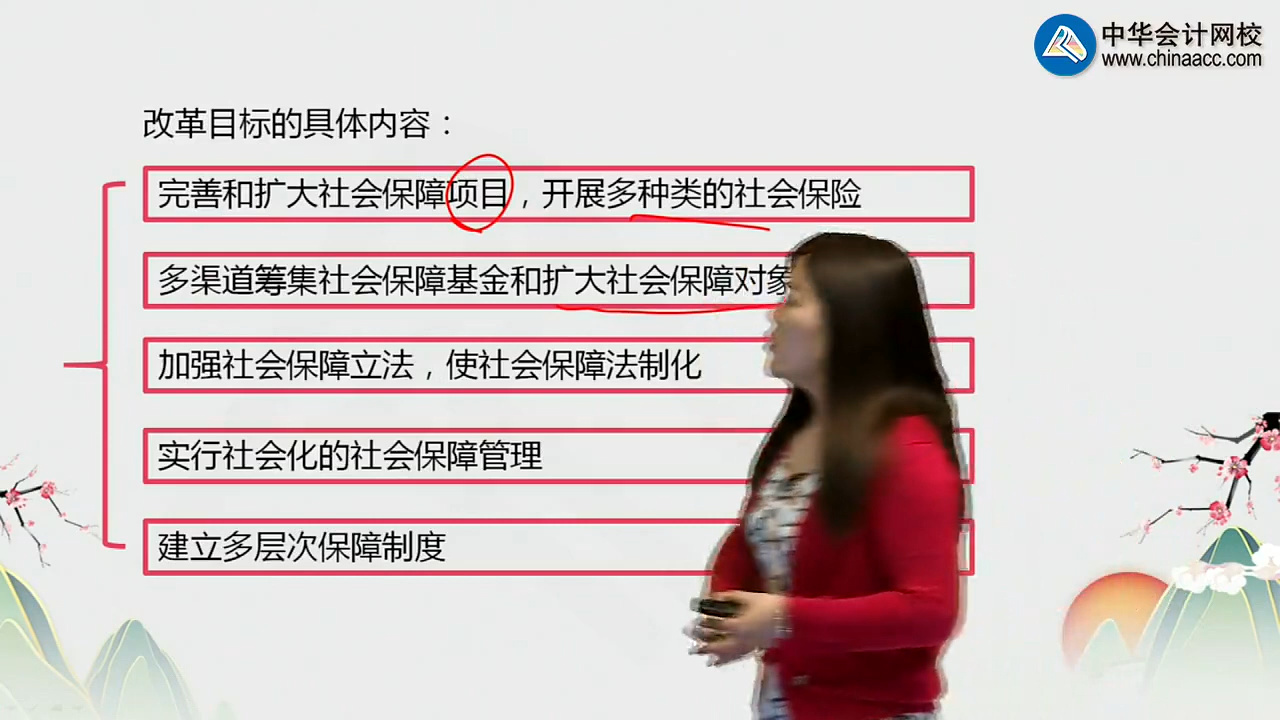 中华会计网校
www.chinaacc.com
改革目标的具体内容：
完善和扩大社会保障项目，开展多种类的社会保险
多渠道筹集社会保障基金和扩大社会保障对象
加强社会保障立法，使社会保障法制化
实行社会化的社会保障管理
建立多层次保障制度